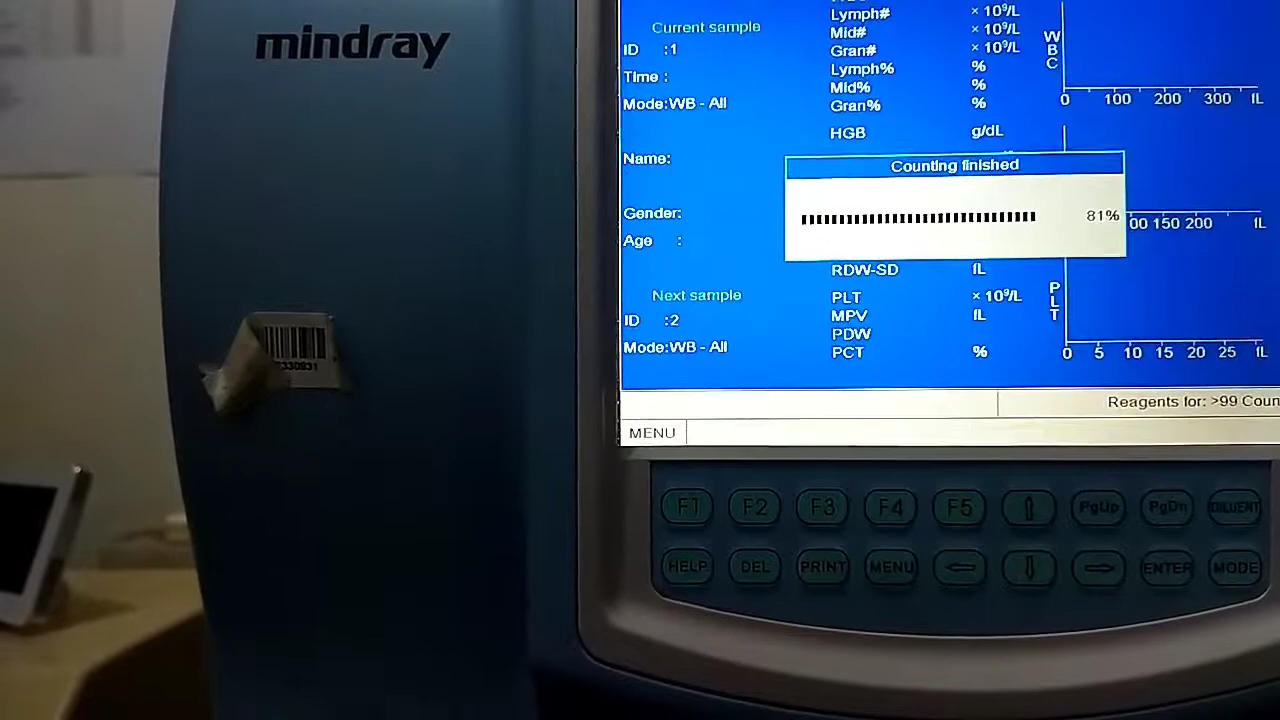 mindray
Current sample
ID :1
Time :
Mode:WB - All
Name:
Gender:
Age :
Next sample
ID :2
Mode:WB - All
Lymph# × 10⁹/L
Mid# × 10⁹/L
Gran# × 10⁹/L
Lymph% %
Mid% %
Gran% %
HGB g/dL
Counting finished
81%
RDW-SD fL
PLT × 10⁹/L
MPV fL
PDW
PCT %
WBC
0 100 200 300 fL
00 150 200 fL
PLT
0 5 10 15 20 25 fL
Reagents for: >99 Coun
MENU
330931
F1 F2 F3 F4 F5 ⇧ PgUp PgDn DILUENT
HELP DEL PRINT MENU ⇦ ⇩ ⇨ ENTER MODE